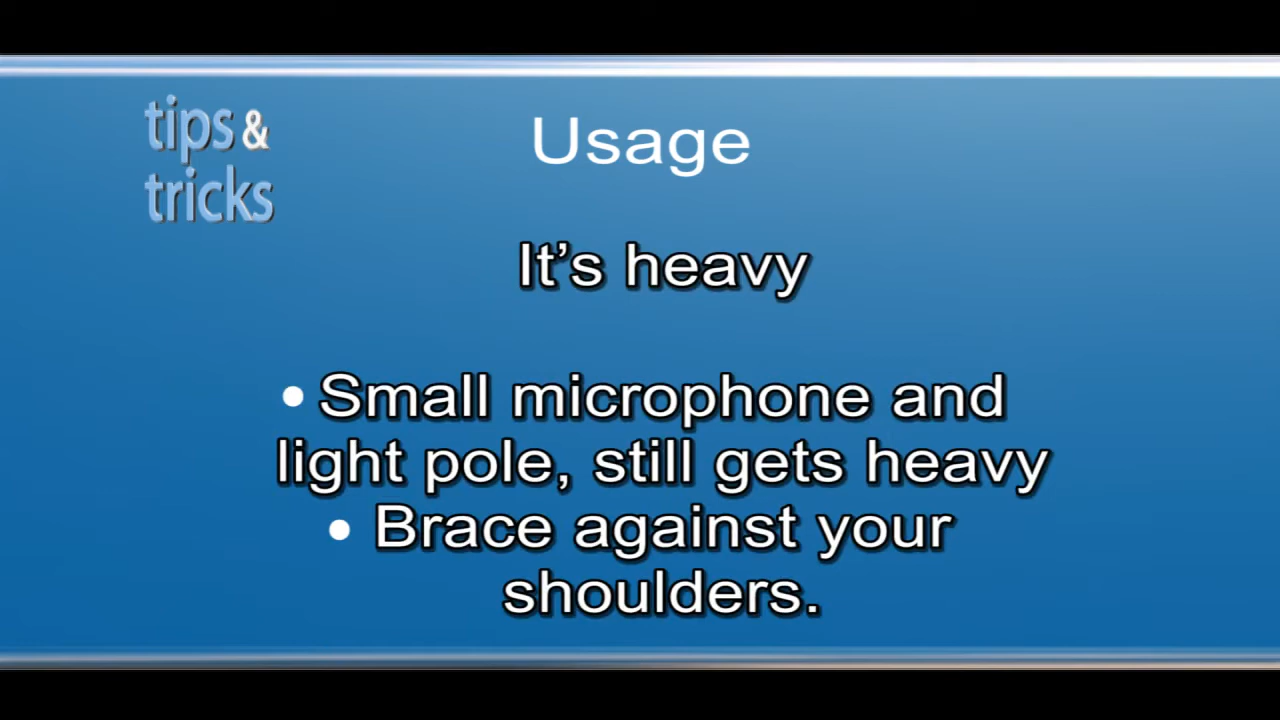 tips &
tricks
Usage
It’s heavy
• Small microphone and
light pole, still gets heavy
• Brace against your
shoulders.